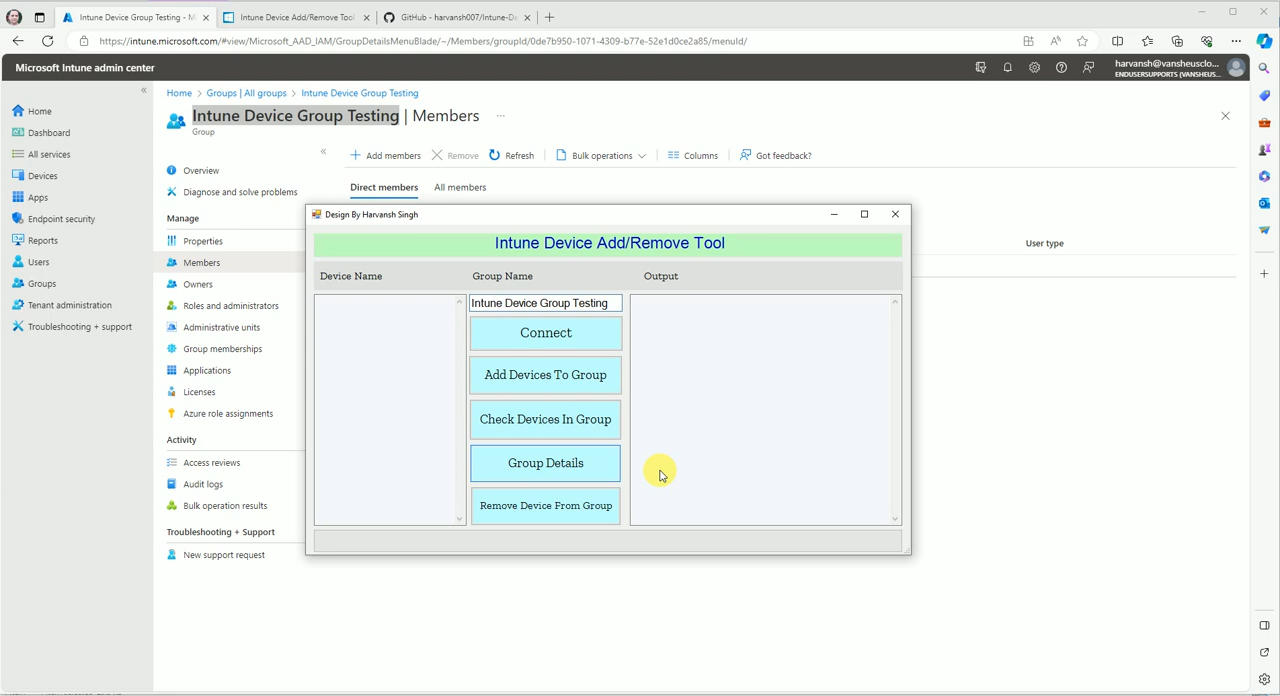 Intune Device Group Testing - M
Intune Device Add/Remove Tool
GitHub - harvansh007/Intune-De
https://intune.microsoft.com/#view/Microsoft_AAD_IAM/GroupDetailsMenuBlade/~/Members/groupId/0de7b950-1071-4309-b77e-52e1d0ce2a85/menuId/
Microsoft Intune admin center
harvansh@vansheusclo...
ENDUSERSUPPORTS (VANSHEUS...
Home
Dashboard
All services
Devices
Apps
Endpoint security
Reports
Users
Groups
Tenant administration
Troubleshooting + support
Home > Groups | All groups > Intune Device Group Testing >
Intune Device Group Testing | Members ...
Group
Overview
Diagnose and solve problems
Manage
Properties
Members
Owners
Roles and administrators
Administrative units
Group memberships
Applications
Licenses
Azure role assignments
Activity
Access reviews
Audit logs
Bulk operation results
Troubleshooting + Support
New support request
Add members
Remove
Refresh
Bulk operations
Columns
Got feedback?
Direct members
All members
User type
Design By Harvansh Singh
Intune Device Add/Remove Tool
Device Name
Group Name
Output
Intune Device Group Testing
Connect
Add Devices To Group
Check Devices In Group
Group Details
Remove Device From Group